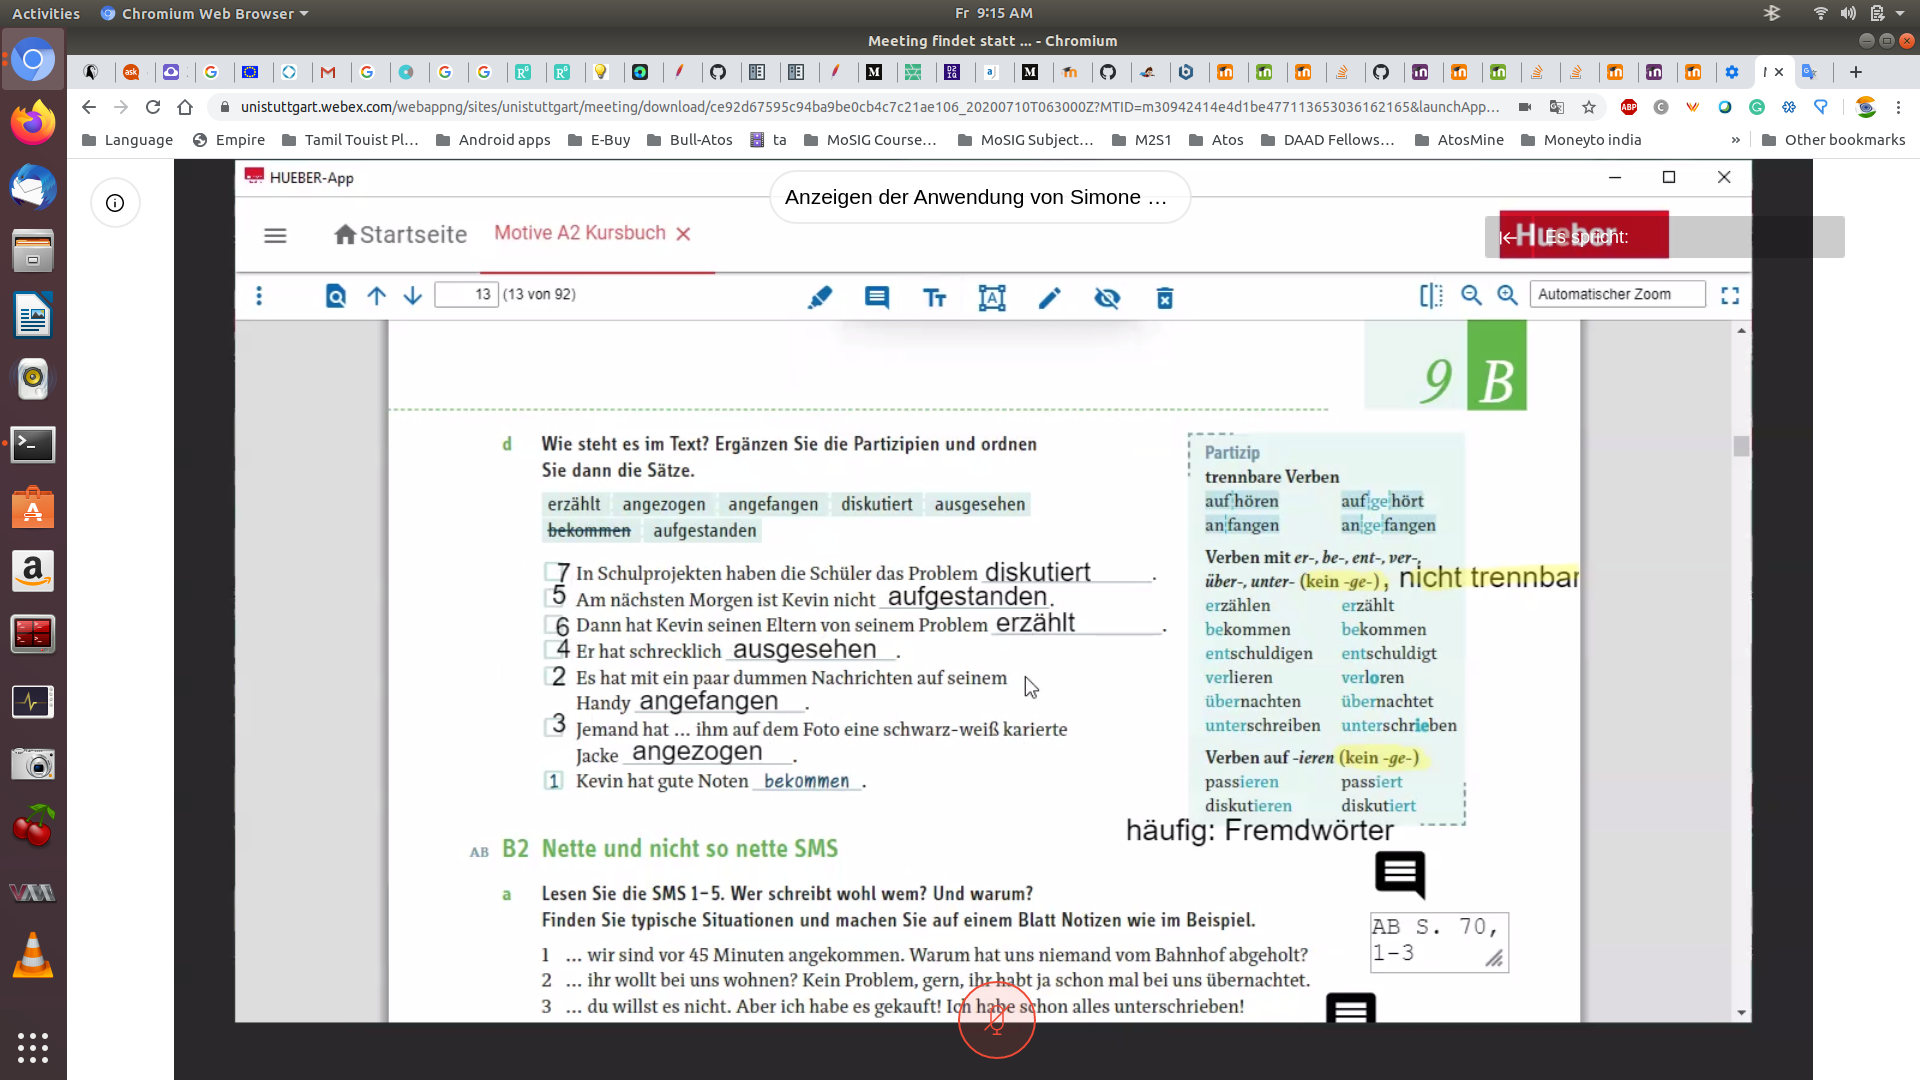 Activities
Chromium Web Browser
Fr 9:15 AM
Meeting findet statt ... - Chromium
unistuttgart.webex.com/webappng/sites/unistuttgart/meeting/download/ce92d67595c94ba9be0cb4c7c21ae106_20200710T063000Z?MTID=m30942414e4d1be477113653036162165&launchApp...
Language
Empire
Tamil Touist Pl...
Android apps
E-Buy
Bull-Atos
ta
MoSIG Course...
MoSIG Subject...
M2S1
Atos
DAAD Fellows...
AtosMine
Moneyto india
»
Other bookmarks
HUEBER-App
Anzeigen der Anwendung von Simone ...
Startseite
Motive A2 Kursbuch
Hueber
Es spricht:
13 (13 von 92)
Automatischer Zoom
9 B
d Wie steht es im Text? Ergänzen Sie die Partizipien und ordnen
Sie dann die Sätze.
erzählt angezogen angefangen diskutiert ausgesehen
bekommen aufgestanden
7 In Schulprojekten haben die Schüler das Problem diskutiert.
5 Am nächsten Morgen ist Kevin nicht aufgestanden.
6 Dann hat Kevin seinen Eltern von seinem Problem erzählt.
4 Er hat schrecklich ausgesehen.
2 Es hat mit ein paar dummen Nachrichten auf seinem
Handy angefangen.
3 Jemand hat ... ihm auf dem Foto eine schwarz-weiß karierte
Jacke angezogen.
1 Kevin hat gute Noten bekommen.
Partizip
trennbare Verben
auf|hören auf|ge|hört
an|fangen an|ge|fangen
Verben mit er-, be-, ent-, ver-,
über-, unter- (kein -ge-), nicht trennbar
erzählen erzählt
bekommen bekommen
entschuldigen entschuldigt
verlieren verloren
übernachten übernachtet
unterschreiben unterschrieben
Verben auf -ieren (kein -ge-)
passieren passiert
diskutieren diskutiert
häufig: Fremdwörter
AB B2 Nette und nicht so nette SMS
a Lesen Sie die SMS 1–5. Wer schreibt wohl wem? Und warum?
Finden Sie typische Situationen und machen Sie auf einem Blatt Notizen wie im Beispiel.
AB S. 70,
1-3
1 ... wir sind vor 45 Minuten angekommen. Warum hat uns niemand vom Bahnhof abgeholt?
2 ... ihr wollt bei uns wohnen? Kein Problem, gern, ihr habt ja schon mal bei uns übernachtet.
3 ... du willst es nicht. Aber ich habe es gekauft! Ich habe schon alles unterschrieben!